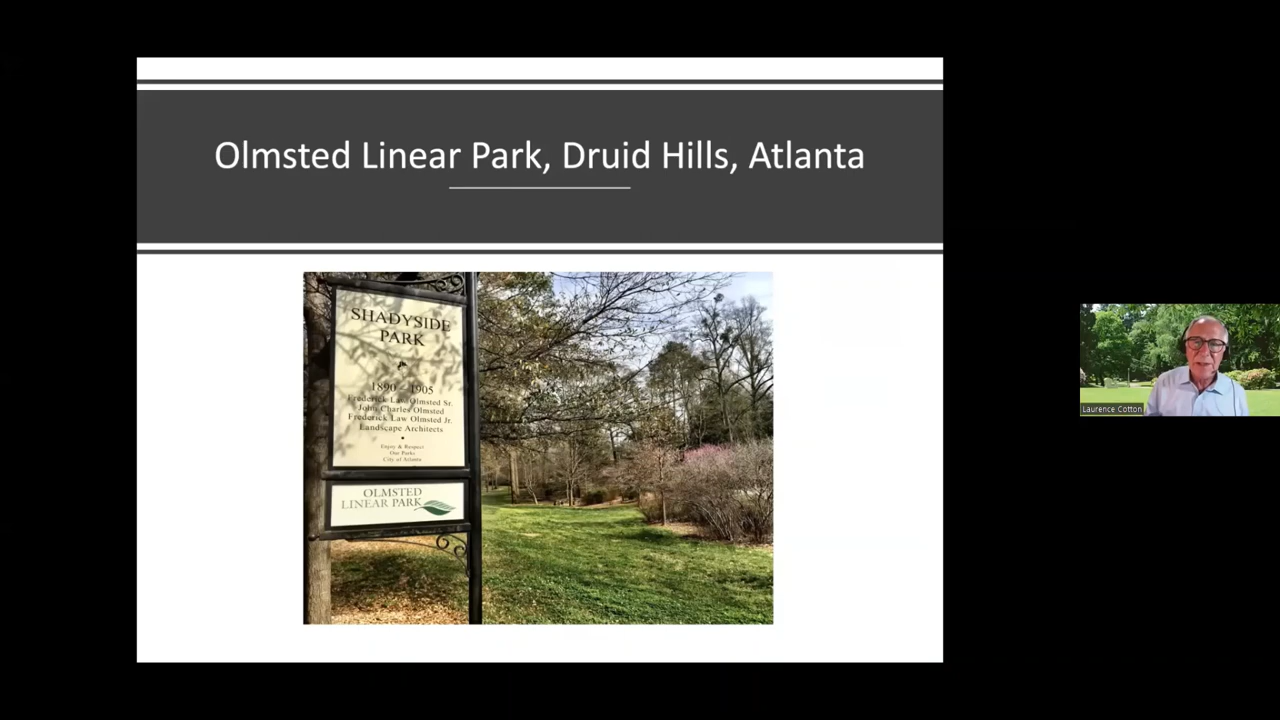 Olmsted Linear Park, Druid Hills, Atlanta
SHADYSIDE
PARK
1890 - 1905
Frederick Law Olmsted Sr.
John Charles Olmsted
Frederick Law Olmsted Jr.
Landscape Architects
Enjoy & Respect
Our Parks
City of Atlanta
OLMSTED
LINEAR PARK
Laurence Cotton